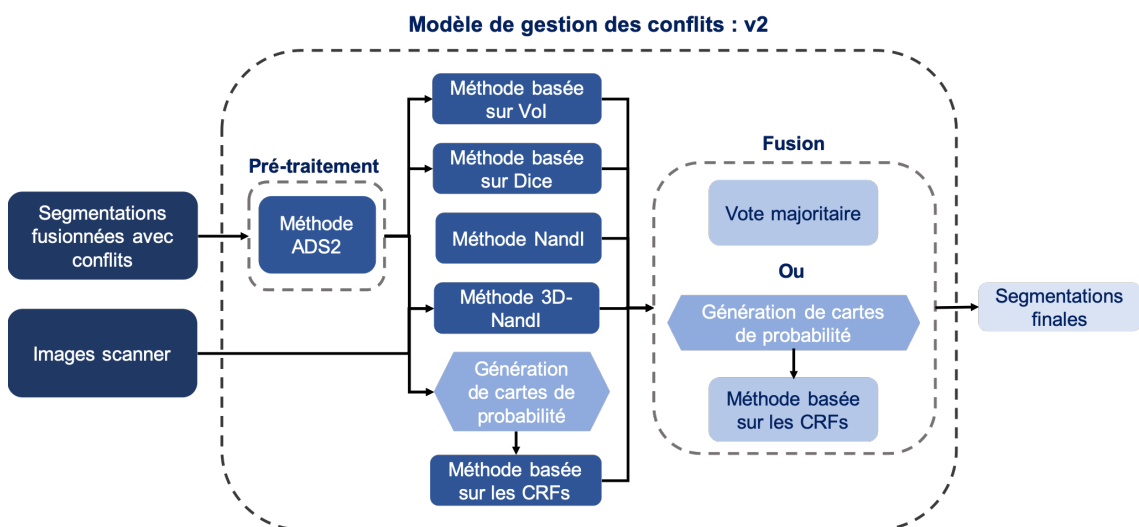 Modèle de gestion des conflits : v2
Segmentations
fusionnées avec
conflits
Images scanner
Pré-traitement
Méthode
ADS2
Méthode basée
sur VoI
Méthode basée
sur Dice
Méthode NandI
Méthode 3D-
NandI
Génération
de cartes de
probabilité
Méthode basée
sur les CRFs
Fusion
Vote majoritaire
Ou
Génération de cartes
de probabilité
Méthode basée
sur les CRFs
Segmentations
finales